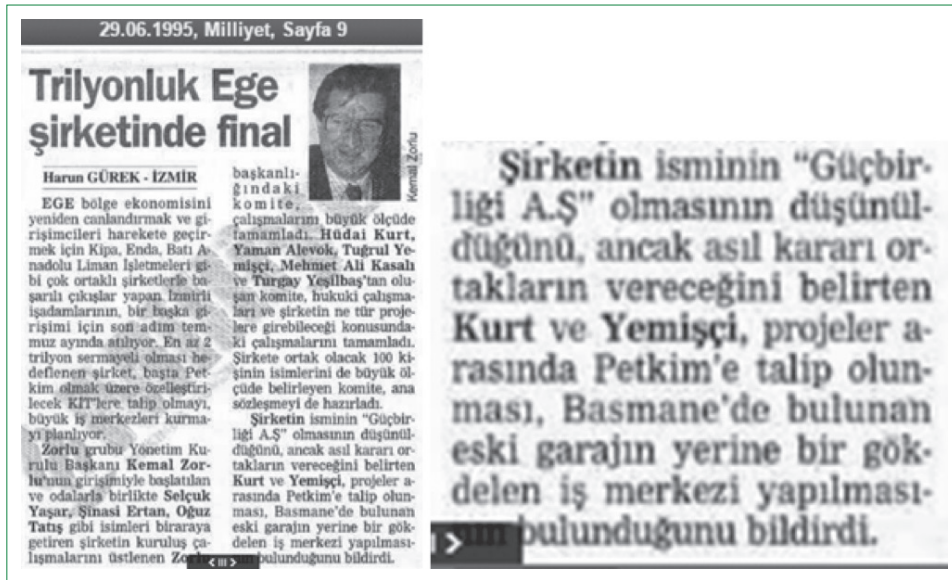 29.06.1995, Milliyet, Sayfa 9
Trilyonluk Ege
şirketinde final
Kemal Zorlu
Harun GÜREK - İZMİR
EGE bölge ekonomisini
yeniden canlandırmak ve gi-
rişimcileri harekete geçir-
mek için Kipa, Enda, Batı A-
nadolu Liman İşletmeleri gi-
bi çok ortaklı şirketlerle ba-
şarılı çıkışlar yapan İzmirli
işadamlarının, bir başka gi-
rişimi için son adım tem-
muz ayında atılıyor. En az 2
trilyon sermayeli olması he-
deflenen şirket, başta Pet-
kim olmak üzere özelleştiri-
lecek KİT'lere talip olmayı,
büyük iş merkezleri kurma-
yı planlıyor.
Zorlu grubu Yönetim Ku-
rulu Başkanı Kemal Zor-
lu'nun girişimiyle başlatılan
ve odalarla birlikte Selçuk
Yaşar, Şinasi Ertan, Oğuz
Tatış gibi isimleri biraraya
getiren şirketin kuruluş ça-
lışmalarını üstlenen Zorlu
başkanlı-
ğındaki
komite,
çalışmalarını büyük ölçüde
tamamladı. Hüdai Kurt,
Yaman Alevok, Tuğrul Ye-
mişçi, Mehmet Ali Kasalı
ve Turgay Yeşilbaş'tan olu-
şan komite, hukuki çalışma-
ları ve şirketin ne tür proje-
lere girebileceği konusunda-
ki çalışmalarını tamamladı.
Şirkete ortak olacak 100 ki-
şinin isimlerini de büyük öl-
çüde belirleyen komite, ana
sözleşmeyi de hazırladı.
Şirketin isminin “Güçbir-
liği A.Ş” olmasının düşünül-
düğünü, ancak asıl kararı or-
takların vereceğini belirten
Kurt ve Yemişçi, projeler a-
rasında Petkim'e talip olun-
ması, Basmane'de bulunan
eski garajın yerine bir gök-
delen iş merkezi yapılması-
nın bulunduğunu bildirdi.
Şirketin isminin “Güçbir-
liği A.Ş” olmasının düşünül-
düğünü, ancak asıl kararı or-
takların vereceğini belirten
Kurt ve Yemişçi, projeler a-
rasında Petkim'e talip olun-
ması, Basmane'de bulunan
eski garajın yerine bir gök-
delen iş merkezi yapılması-
nın bulunduğunu bildirdi.